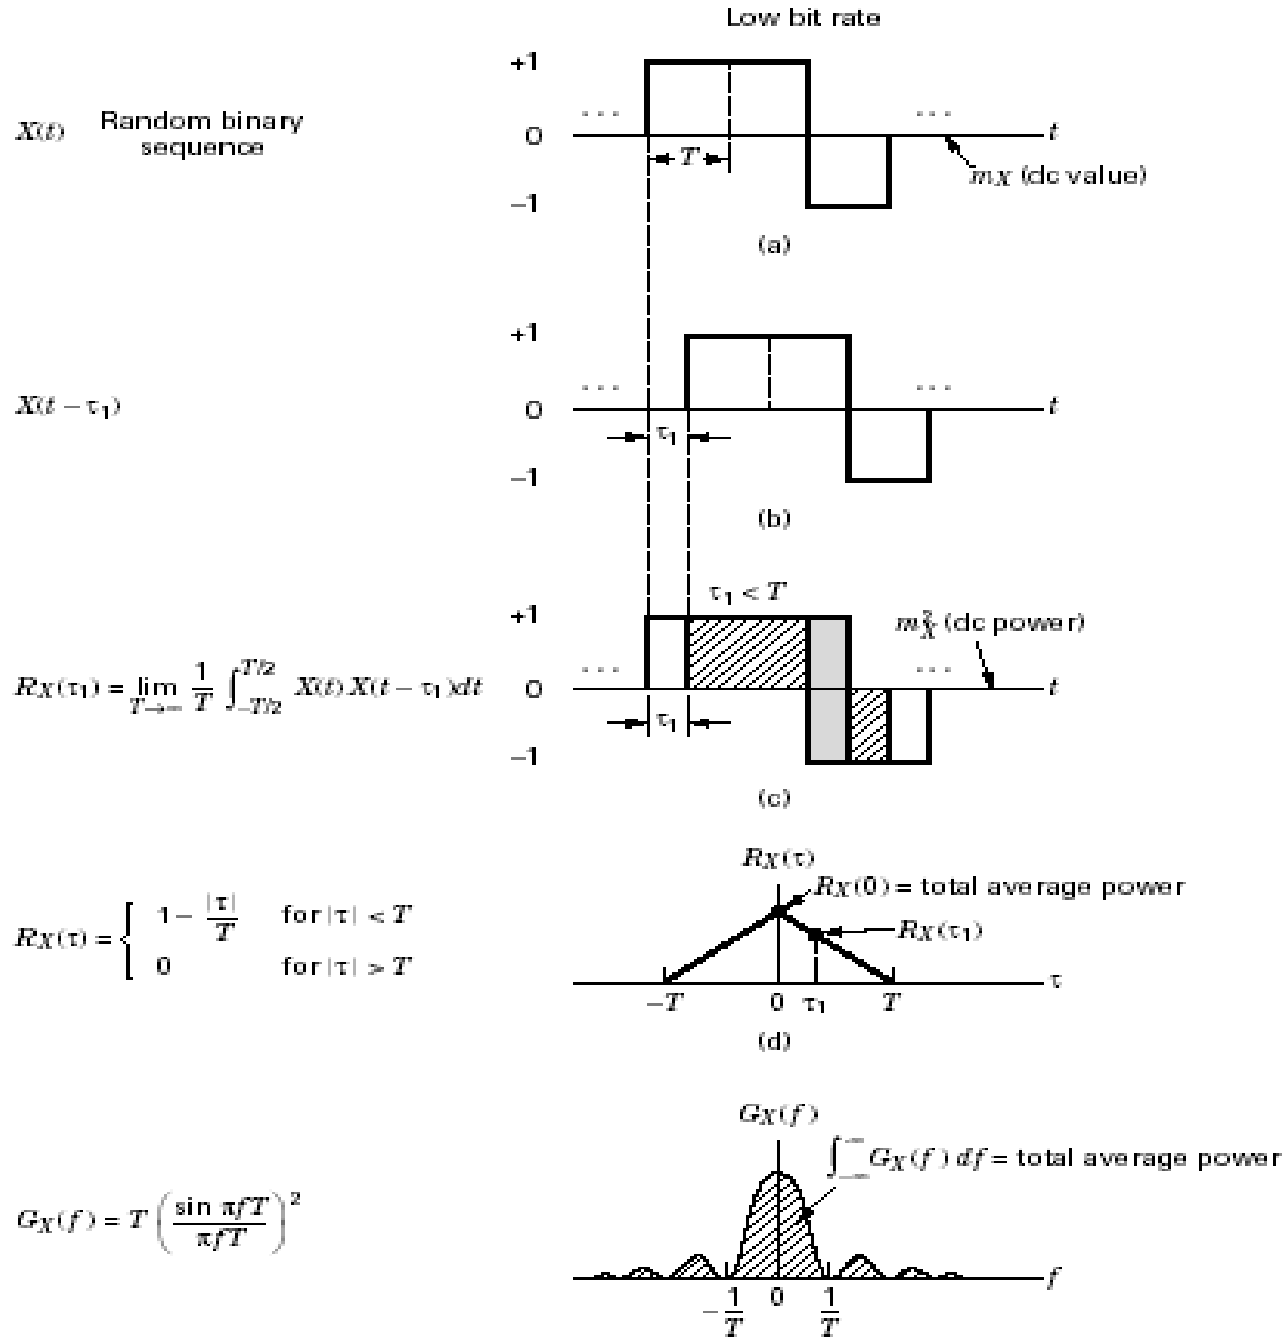 Low bit rate
+1
X(t) Random binary sequence
0
t
T
m_X (dc value)
−1
(a)
+1
X(t − τ₁)
0
t
τ₁
−1
(b)
τ₁ < T
+1
m_X² (dc power)
R_X(τ₁) = lim_{T→∞} 1/T ∫_{−T/2}^{T/2} X(t) X(t − τ₁)dt
0
t
τ₁
−1
(c)
R_X(τ)
R_X(0) = total average power
R_X(τ) = { 1 − |τ|/T for |τ| < T
0 for |τ| > T
R_X(τ₁)
τ
−T 0 τ₁ T
(d)
G_X(f)
∫_{−∞}^{∞} G_X(f) df = total average power
G_X(f) = T (sin πfT / πfT)²
f
−1/T 0 1/T